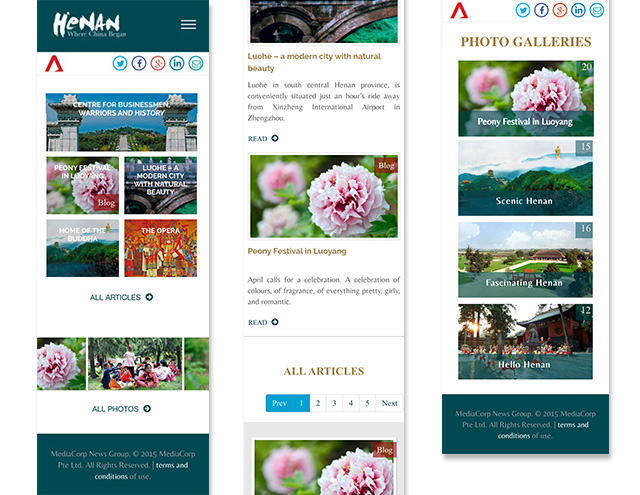 HENAN
Where China Began
CENTRE FOR BUSINESSMEN,
WARRIORS AND HISTORY
PEONY FESTIVAL
IN LUOYANG
Blog
LUOHE – A
MODERN CITY
WITH NATURAL
BEAUTY
HOME OF THE
BUDDHA
THE OPERA
ALL ARTICLES
ALL PHOTOS
MediaCorp News Group. © 2015 MediaCorp
Pte Ltd. All Rights Reserved. | terms and
conditions of use.
Luohe – a modern city with natural
beauty
Luohe in south central Henan province, is
conveniently situated just an hour's ride away
from Xinzheng International Airport in
Zhengzhou.
READ
Blog
Peony Festival in Luoyang
April calls for a celebration. A celebration of
colours, of fragrance, of everything pretty, girly,
and romantic.
READ
ALL ARTICLES
Prev 1 2 3 4 5 Next
Blog
PHOTO GALLERIES
20
Peony Festival in Luoyang
15
Scenic Henan
16
Fascinating Henan
12
Hello Henan
MediaCorp News Group. © 2015 MediaCorp
Pte Ltd. All Rights Reserved. | terms and
conditions of use.